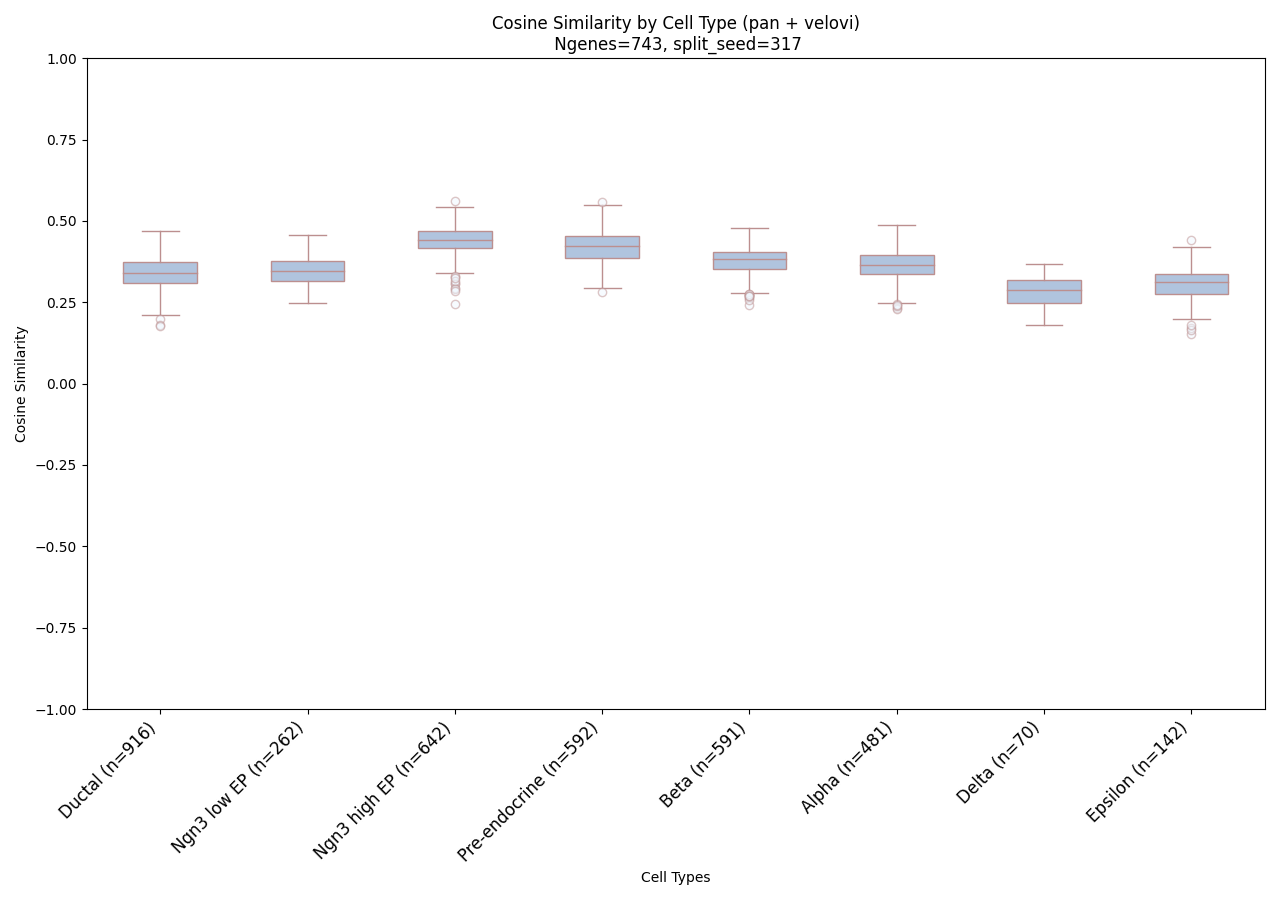 Cosine Similarity by Cell Type (pan + velovi)
Ngenes=743, split_seed=317
1.00
0.75
0.50
0.25
0.00
−0.25
−0.50
−0.75
−1.00
Cosine Similarity
Ductal (n=916)
Ngn3 low EP (n=262)
Ngn3 high EP (n=642)
Pre-endocrine (n=592)
Beta (n=591)
Alpha (n=481)
Delta (n=70)
Epsilon (n=142)
Cell Types